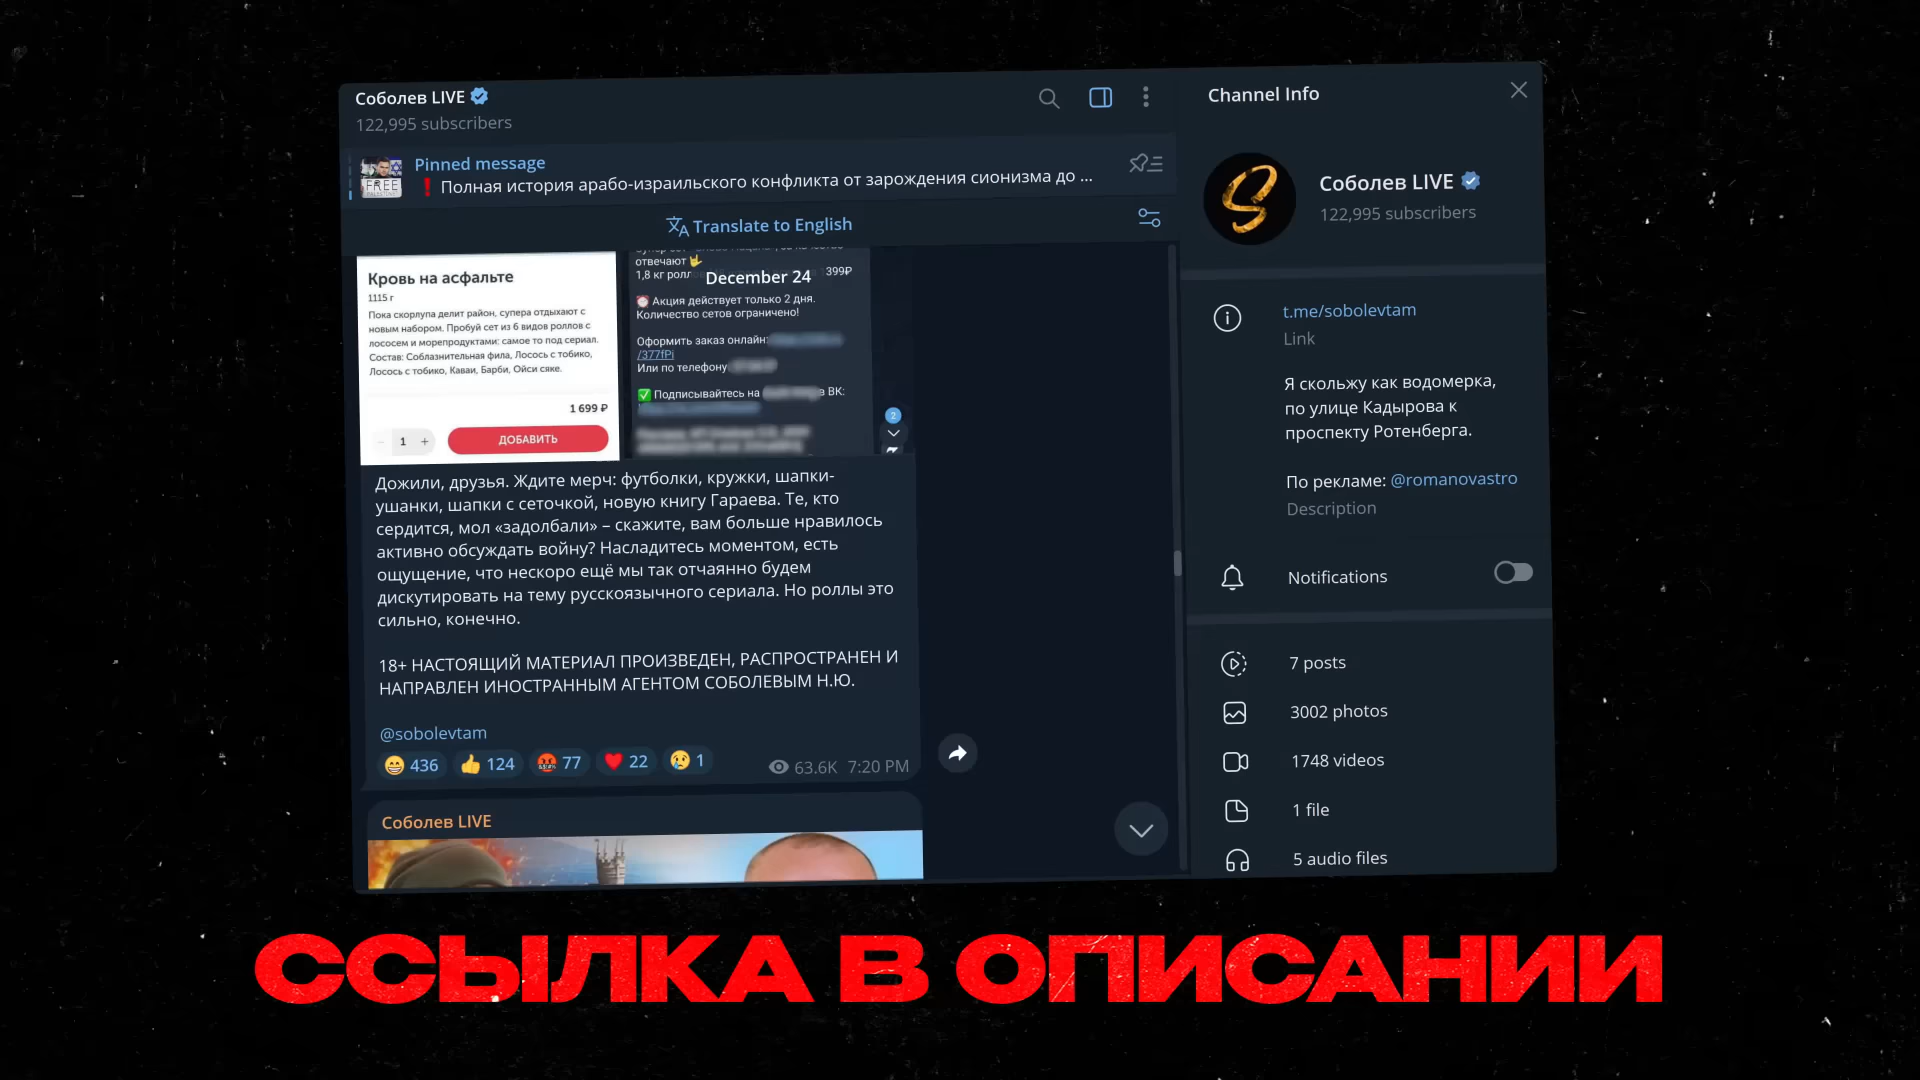 Соболев LIVE
122,995 subscribers
Pinned message
❗ Полная история арабо-израильского конфликта от зарождения сионизма до ...
FREE
Translate to English
Кровь на асфальте
1115 г
Пока скорлупа делит район, супера отдыхают с
новым набором. Пробуй сет из 6 видов роллов с
лососем и морепродуктами: самое то под сериал.
Состав: Соблазнительная фила, Лосось с тобико,
Лосось с тобико, Каваи, Барби, Ойси сяке.
1 699 ₽
− 1 +
ДОБАВИТЬ
отвечают 🤟
1,8 кг ролл
399₽
December 24
⏰ Акция действует только 2 дня.
Количество сетов ограничено!
Оформить заказ онлайн:
/377fPi
Или по телефону
✅ Подписывайтесь на в ВК:
2
Дожили, друзья. Ждите мерч: футболки, кружки, шапки-
ушанки, шапки с сеточкой, новую книгу Гараева. Те, кто
сердится, мол «задолбали» – скажите, вам больше нравилось
активно обсуждать войну? Насладитесь моментом, есть
ощущение, что нескоро ещё мы так отчаянно будем
дискутировать на тему русскоязычного сериала. Но роллы это
сильно, конечно.
18+ НАСТОЯЩИЙ МАТЕРИАЛ ПРОИЗВЕДЕН, РАСПРОСТРАНЕН И
НАПРАВЛЕН ИНОСТРАННЫМ АГЕНТОМ СОБОЛЕВЫМ Н.Ю.
@sobolevtam
😁 436 👍 124 🤬 77 ❤ 22 😢 1
63.6K 7:20 PM
Соболев LIVE
Channel Info
Соболев LIVE
122,995 subscribers
t.me/sobolevtam
Link
Я скольжу как водомерка,
по улице Кадырова к
проспекту Ротенберга.
По рекламе: @romanovastro
Description
Notifications
7 posts
3002 photos
1748 videos
1 file
5 audio files
ССЫЛКА В ОПИСАНИИ